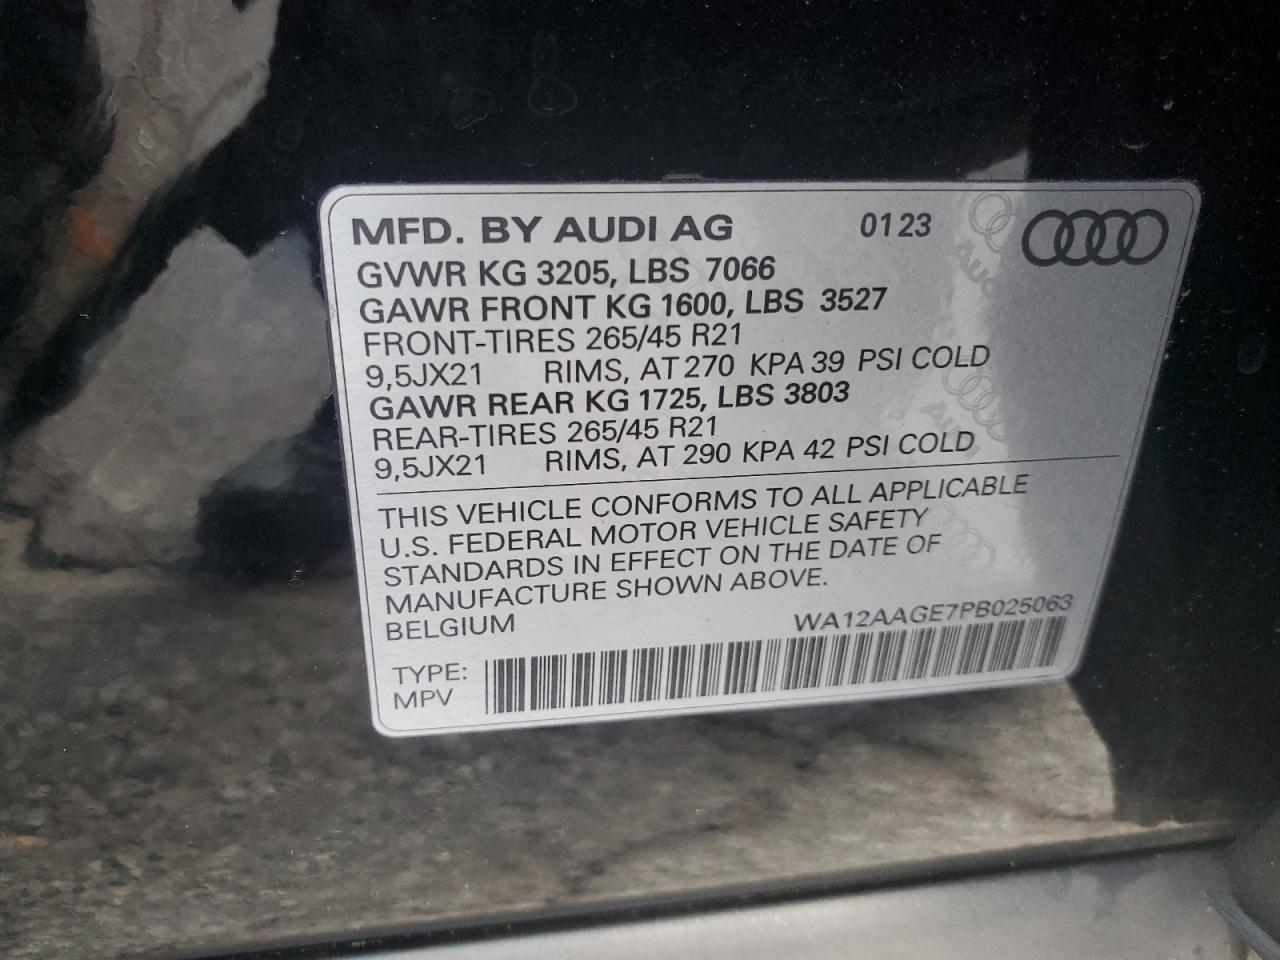 MFD. BY AUDI AG 0123
GVWR KG 3205, LBS 7066
GAWR FRONT KG 1600, LBS 3527
FRONT-TIRES 265/45 R21
9,5JX21 RIMS, AT 270 KPA 39 PSI COLD
GAWR REAR KG 1725, LBS 3803
REAR-TIRES 265/45 R21
9,5JX21 RIMS, AT 290 KPA 42 PSI COLD
THIS VEHICLE CONFORMS TO ALL APPLICABLE
U.S. FEDERAL MOTOR VEHICLE SAFETY
STANDARDS IN EFFECT ON THE DATE OF
MANUFACTURE SHOWN ABOVE.
BELGIUM WA12AAGE7PB025063
TYPE:
MPV